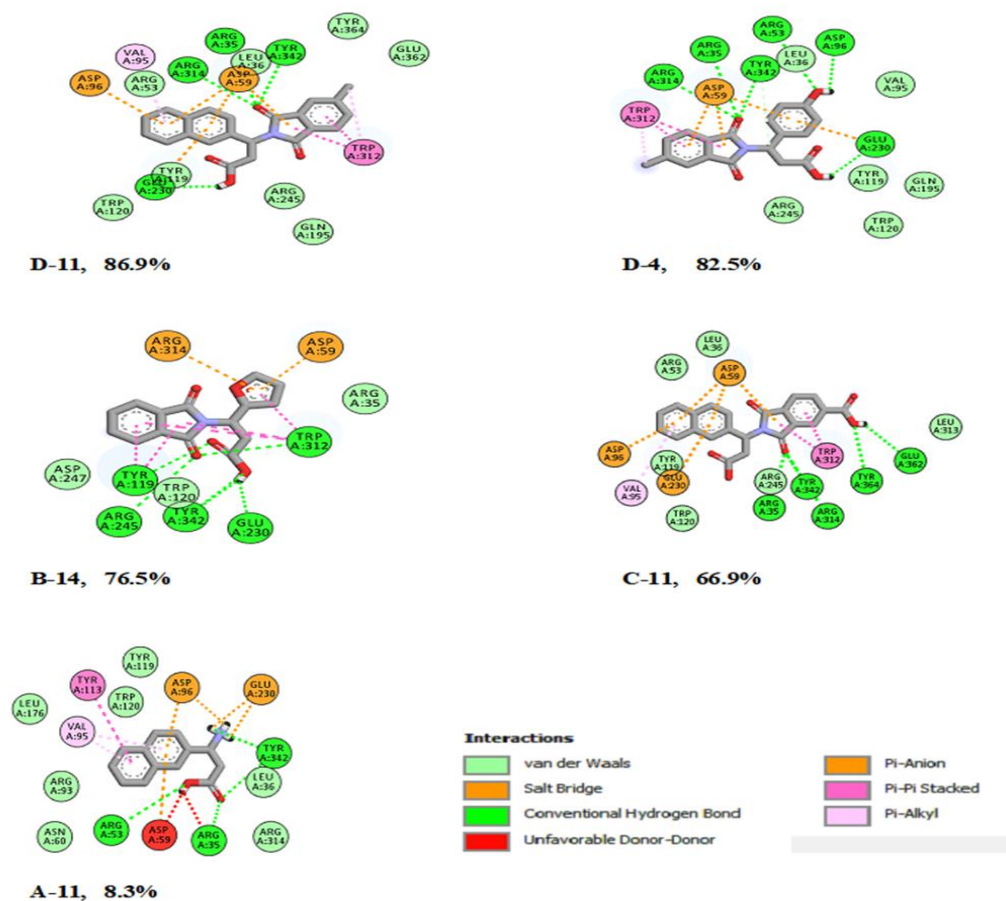 TYR A:364
GLU A:362
ARG A:35
TYR A:342
VAL A:95
LEU A:36
ARG A:314
ASP A:59
ASP A:96
ARG A:53
TRP A:312
TYR A:119
GLU A:230
TRP A:120
ARG A:245
GLN A:195
D-11, 86.9%
ARG A:53
ASP A:96
ARG A:35
LEU A:36
TYR A:342
ARG A:314
ASP A:59
VAL A:95
TRP A:312
GLU A:230
TYR A:119
GLN A:195
ARG A:245
TRP A:120
D-4, 82.5%
ARG A:314
ASP A:59
ARG A:35
TRP A:312
ASP A:247
TYR A:119
TRP A:120
ARG A:245
TYR A:342
GLU A:230
B-14, 76.5%
LEU A:36
ARG A:53
ASP A:59
LEU A:313
ASP A:96
TYR A:119
TRP A:312
GLU A:362
VAL A:95
GLU A:230
ARG A:245
TYR A:342
TYR A:364
TRP A:120
ARG A:35
ARG A:314
C-11, 66.9%
TYR A:119
TYR A:113
ASP A:96
GLU A:230
LEU A:176
TRP A:120
VAL A:95
TYR A:342
ARG A:93
LEU A:36
ASN A:60
ARG A:53
ASP A:59
ARG A:35
ARG A:314
A-11, 8.3%
Interactions
van der Waals
Salt Bridge
Conventional Hydrogen Bond
Unfavorable Donor-Donor
Pi-Anion
Pi-Pi Stacked
Pi-Alkyl